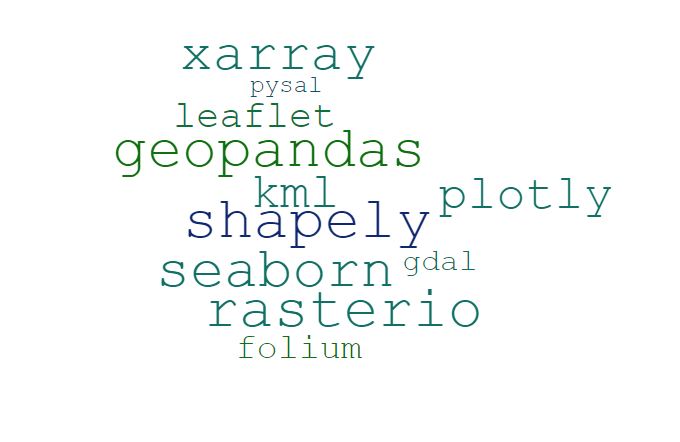 xarray
pysal
leaflet
geopandas
kml
plotly
shapely
gdal
seaborn
rasterio
folium